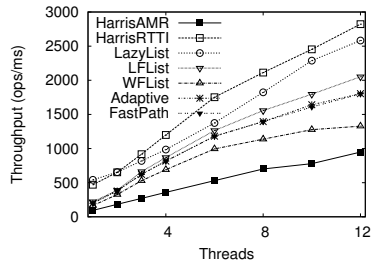 Throughput (ops/ms)
3000
2500
2000
1500
1000
500
0
HarrisAMR
HarrisRTTI
LazyList
LFList
WFList
Adaptive
FastPath
4
8
12
Threads